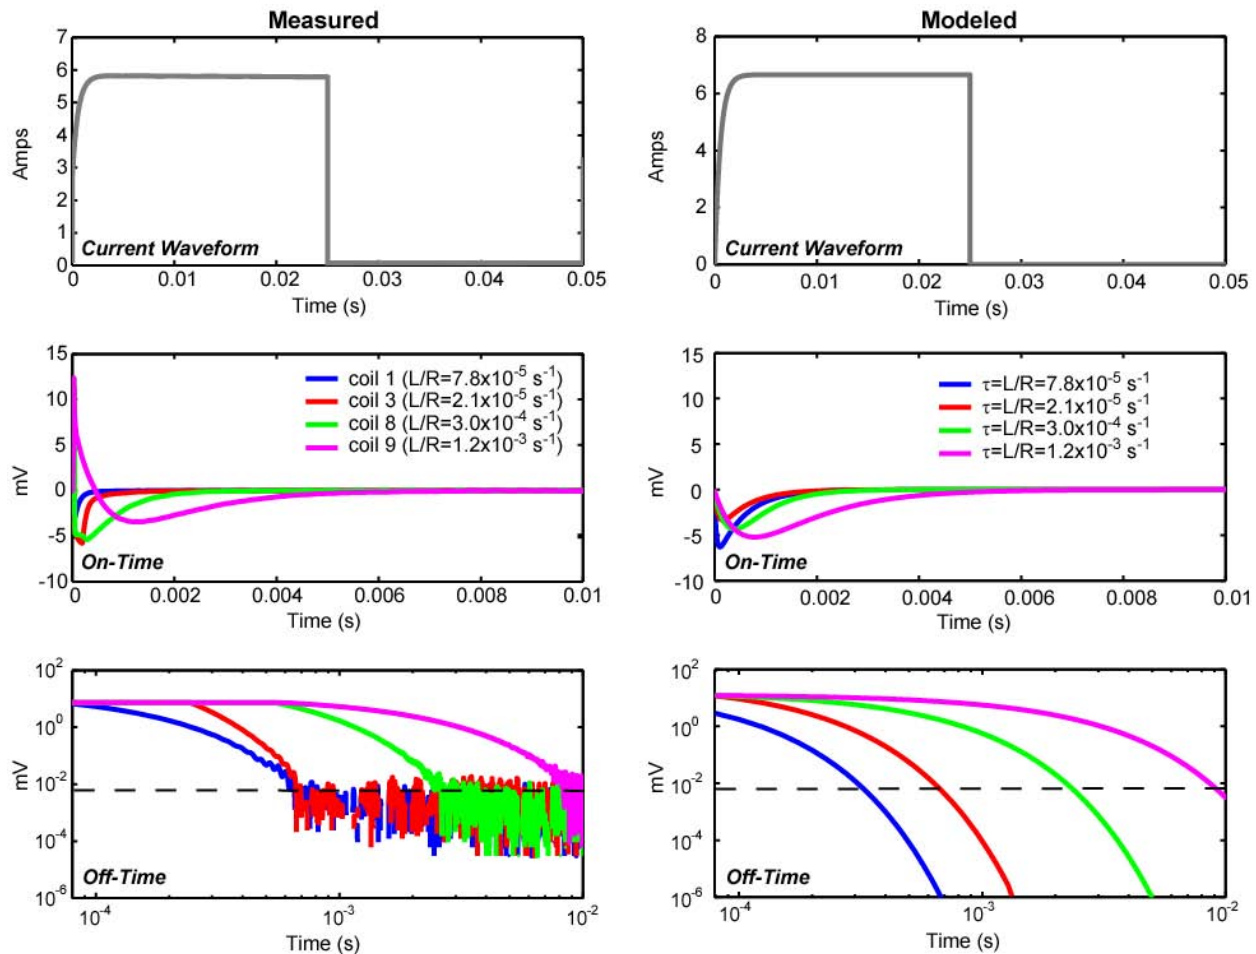 Measured
7
6
5
4
3
2
1
0
Amps
Current Waveform
0 0.01 0.02 0.03 0.04 0.05
Time (s)
Modeled
8
6
4
2
0
Amps
Current Waveform
0 0.01 0.02 0.03 0.04 0.05
Time (s)
15
10
5
0
-5
-10
mV
coil 1 (L/R=7.8x10⁻⁵ s⁻¹)
coil 3 (L/R=2.1x10⁻⁵ s⁻¹)
coil 8 (L/R=3.0x10⁻⁴ s⁻¹)
coil 9 (L/R=1.2x10⁻³ s⁻¹)
On-Time
0 0.002 0.004 0.006 0.008 0.01
Time (s)
15
10
5
0
-5
-10
mV
τ=L/R=7.8x10⁻⁵ s⁻¹
τ=L/R=2.1x10⁻⁵ s⁻¹
τ=L/R=3.0x10⁻⁴ s⁻¹
τ=L/R=1.2x10⁻³ s⁻¹
On-Time
0 0.002 0.004 0.006 0.008 0.01
Time (s)
10²
10⁰
10⁻²
10⁻⁴
10⁻⁶
mV
Off-Time
10⁻⁴ 10⁻³ 10⁻²
Time (s)
10²
10⁰
10⁻²
10⁻⁴
10⁻⁶
mV
Off-Time
10⁻⁴ 10⁻³ 10⁻²
Time (s)